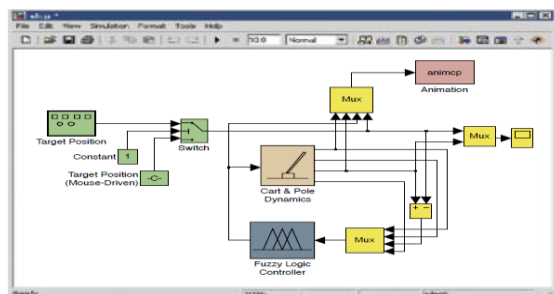 File Edit View Simulation Format Tools Help
10.0 Normal
animcp
Animation
Mux
Target Position
Switch
Mux
Constant 1
Target Position
(Mouse-Driven)
-C-
Cart & Pole
Dynamics
+ -
Mux
Fuzzy Logic
Controller